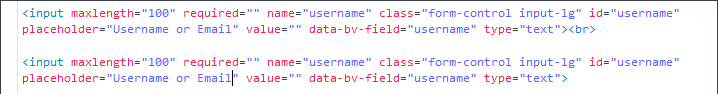 <input maxlength="100" required="" name="username" class="form-control input-lg" id="username"
placeholder="Username or Email" value="" data-bv-field="username" type="text"><br>
<input maxlength="100" required="" name="username" class="form-control input-lg" id="username"
placeholder="Username or Email" value="" data-bv-field="username" type="text">